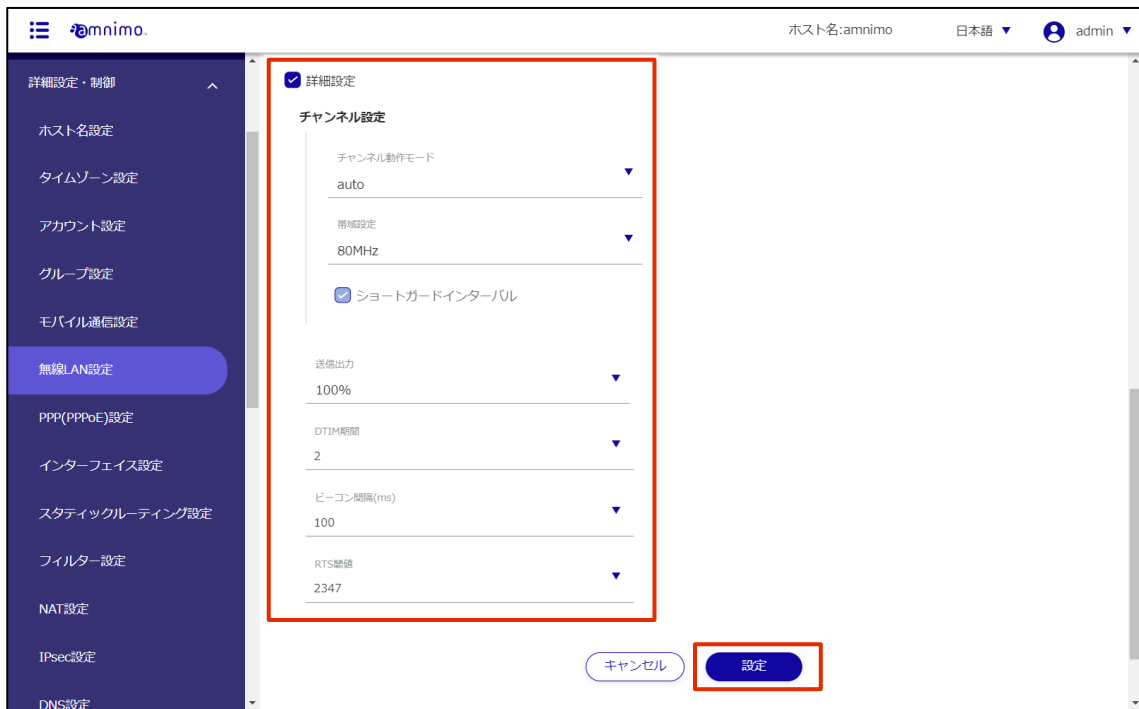 amnimo.
ホスト名:amnimo
日本語
admin
詳細設定・制御
ホスト名設定
タイムゾーン設定
アカウント設定
グループ設定
モバイル通信設定
無線LAN設定
PPP(PPPoE)設定
インターフェイス設定
スタティックルーティング設定
フィルター設定
NAT設定
IPsec設定
DNS設定
詳細設定
チャンネル設定
チャンネル動作モード
auto
帯域設定
80MHz
ショートガードインターバル
送信出力
100%
DTIM期間
2
ビーコン間隔(ms)
100
RTS閾値
2347
キャンセル
設定